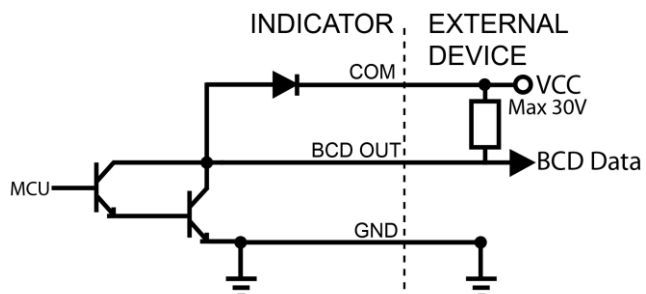 INDICATOR
EXTERNAL
DEVICE
COM
VCC
Max 30V
BCD OUT
BCD Data
MCU
GND